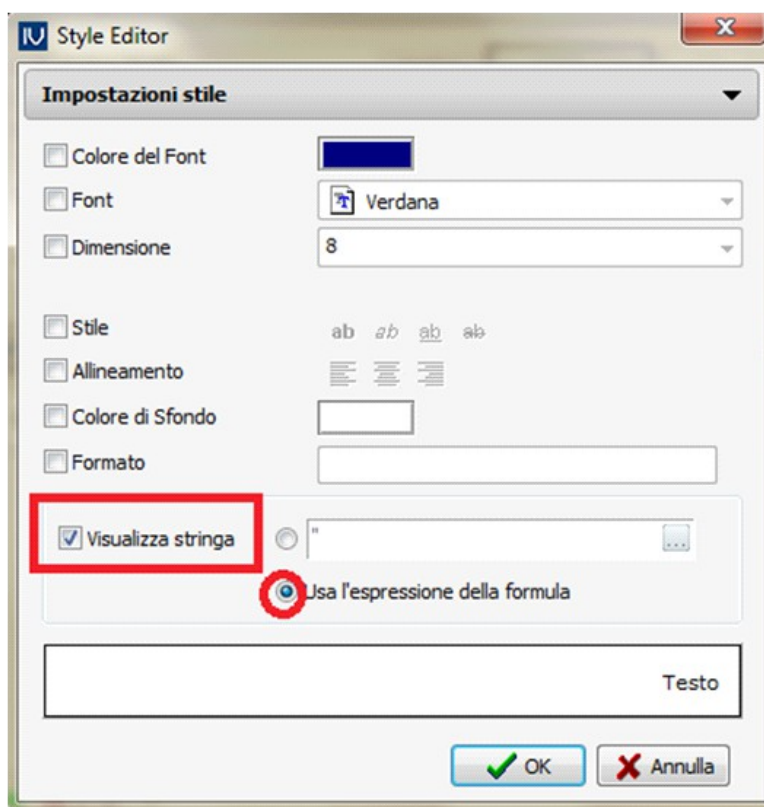 IU Style Editor
Impostazioni stile
Colore del Font
Font Verdana
Dimensione 8
Stile ab ab ab ab
Allineamento
Colore di Sfondo
Formato
Visualizza stringa " ...
Usa l'espressione della formula
Testo
OK Annulla